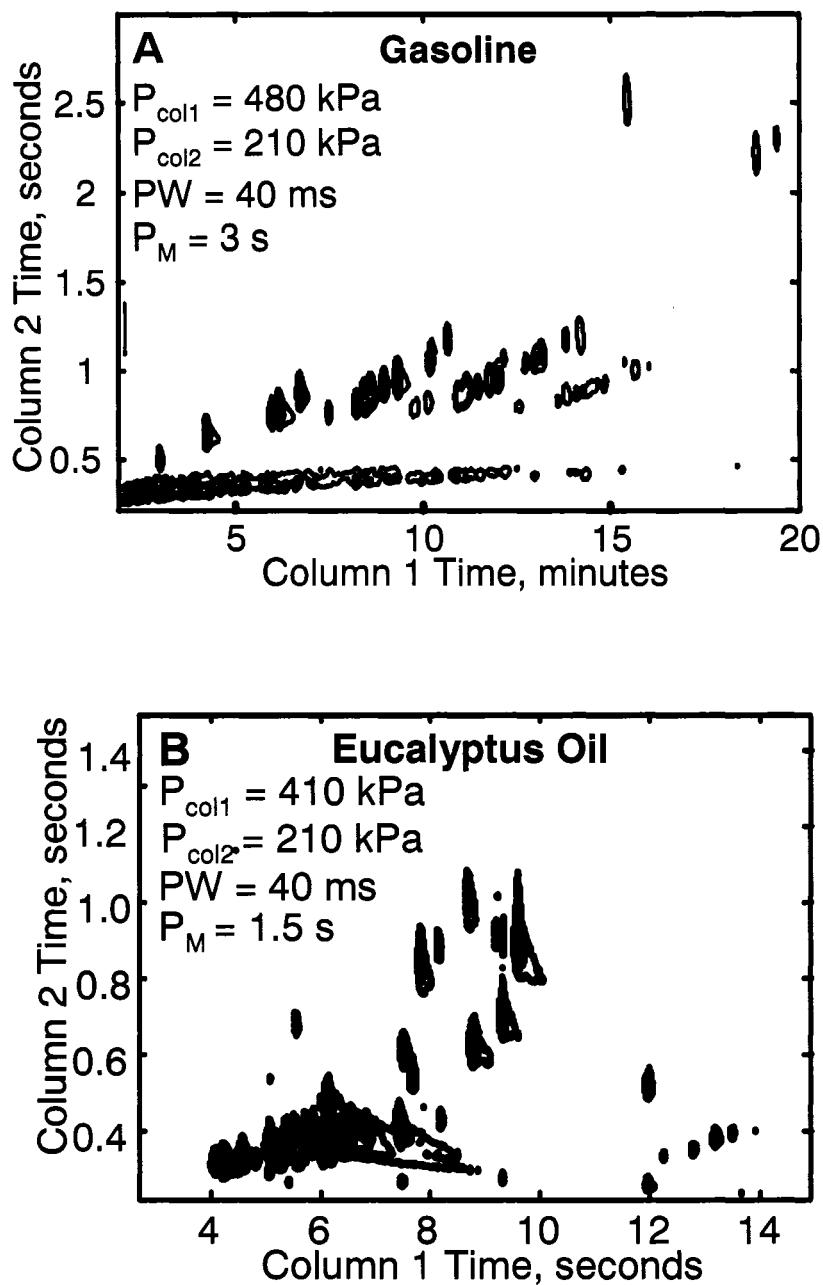 A Gasoline
P_col1 = 480 kPa
P_col2 = 210 kPa
PW = 40 ms
P_M = 3 s
Column 2 Time, seconds
2.5
2
1.5
1
0.5
5 10 15 20
Column 1 Time, minutes
B Eucalyptus Oil
P_col1 = 410 kPa
P_col2 = 210 kPa
PW = 40 ms
P_M = 1.5 s
Column 2 Time, seconds
1.4
1.2
1.0
0.8
0.6
0.4
4 6 8 10 12 14
Column 1 Time, seconds